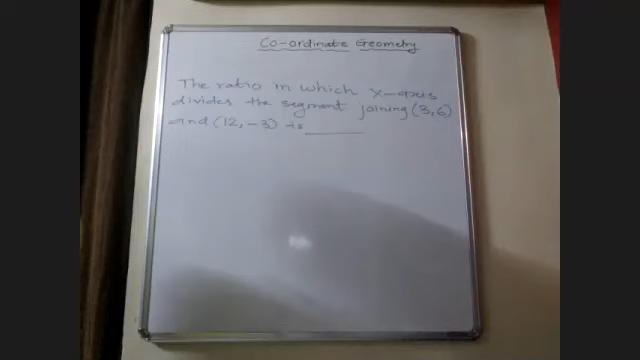 Co-ordinate Geometry
The ratio in which X-axis
divides the segment joining (3,6)
and (12, -3) is ______